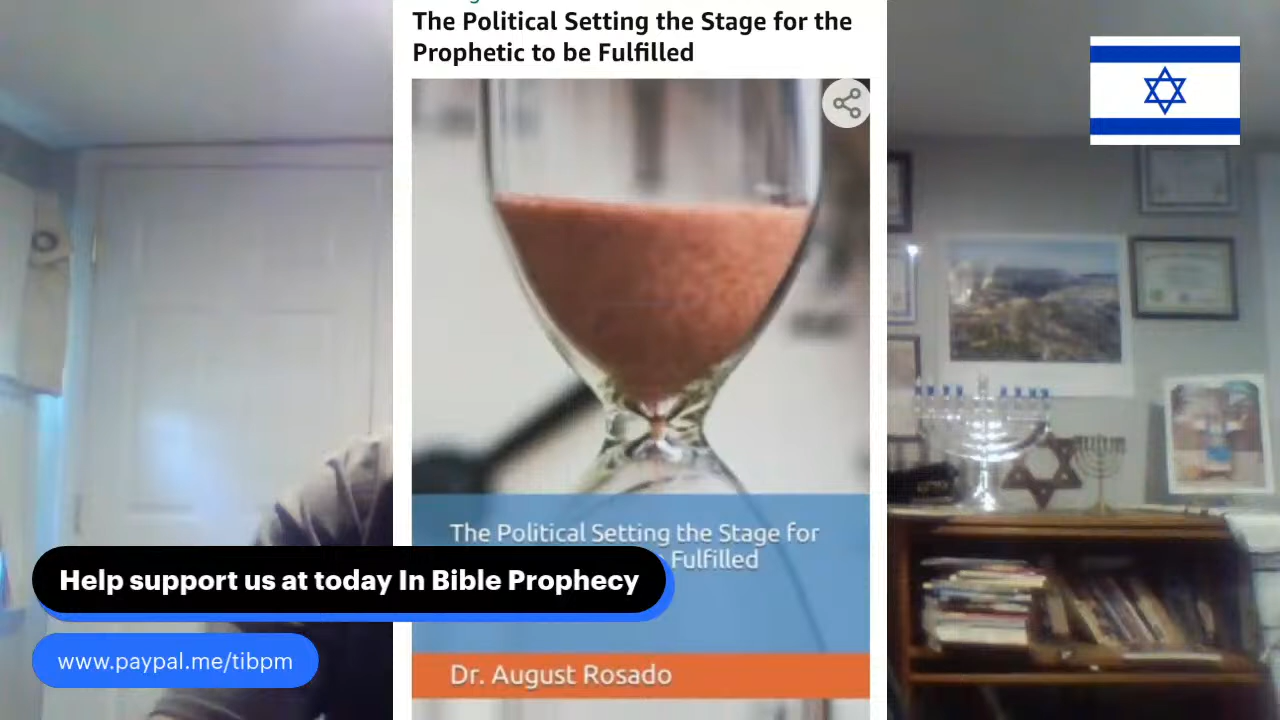 The Political Setting the Stage for the
Prophetic to be Fulfilled
The Political Setting the Stage for
Fulfilled
Dr. August Rosado
Help support us at today In Bible Prophecy
www.paypal.me/tibpm